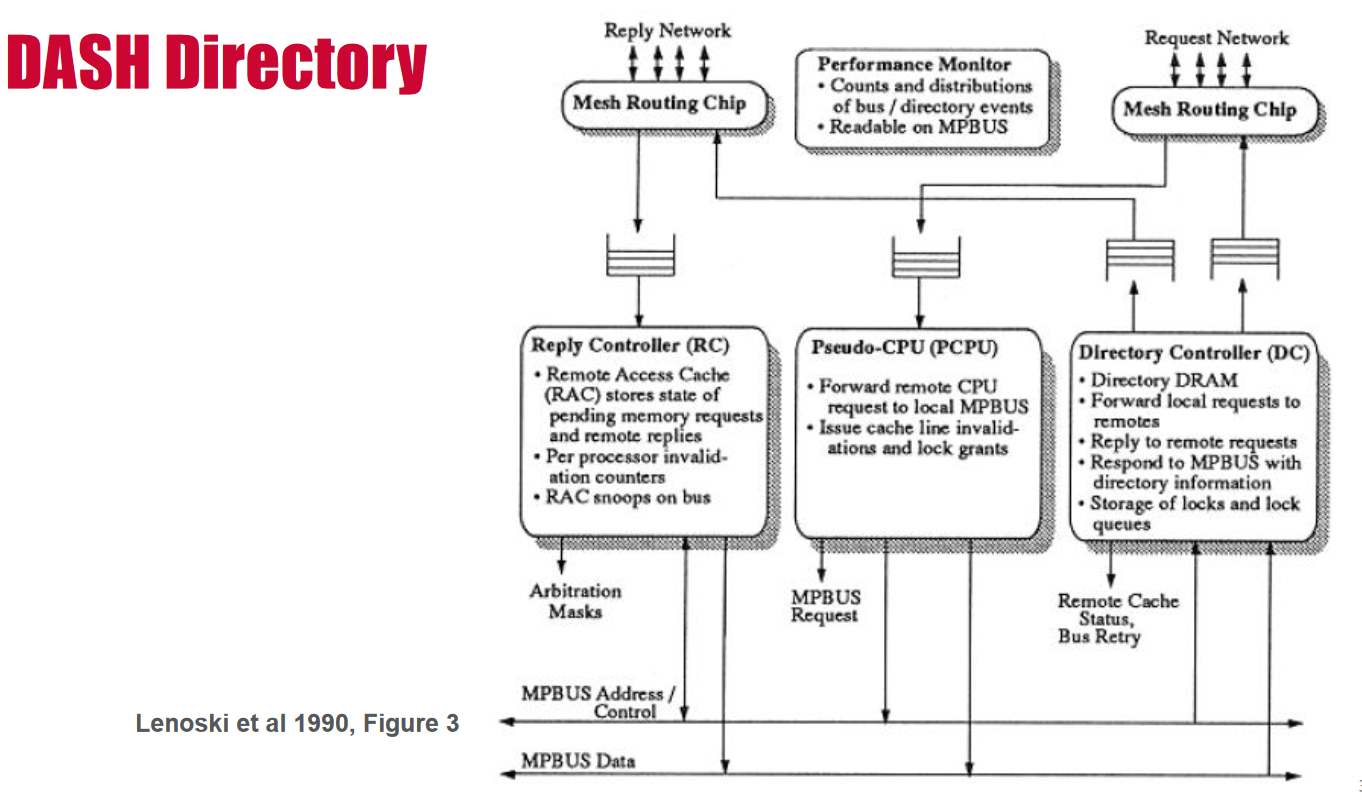 DASH Directory
Reply Network
Mesh Routing Chip
Performance Monitor
• Counts and distributions
of bus / directory events
• Readable on MPBUS
Request Network
Mesh Routing Chip
Reply Controller (RC)
• Remote Access Cache
(RAC) stores state of
pending memory requests
and remote replies
• Per processor invalid-
ation counters
• RAC snoops on bus
Pseudo-CPU (PCPU)
• Forward remote CPU
request to local MPBUS
• Issue cache line invalid-
ations and lock grants
Directory Controller (DC)
• Directory DRAM
• Forward local requests to
remotes
• Reply to remote requests
• Respond to MPBUS with
directory information
• Storage of locks and lock
queues
Arbitration
Masks
MPBUS
Request
Remote Cache
Status,
Bus Retry
MPBUS Address /
Control
MPBUS Data
Lenoski et al 1990, Figure 3